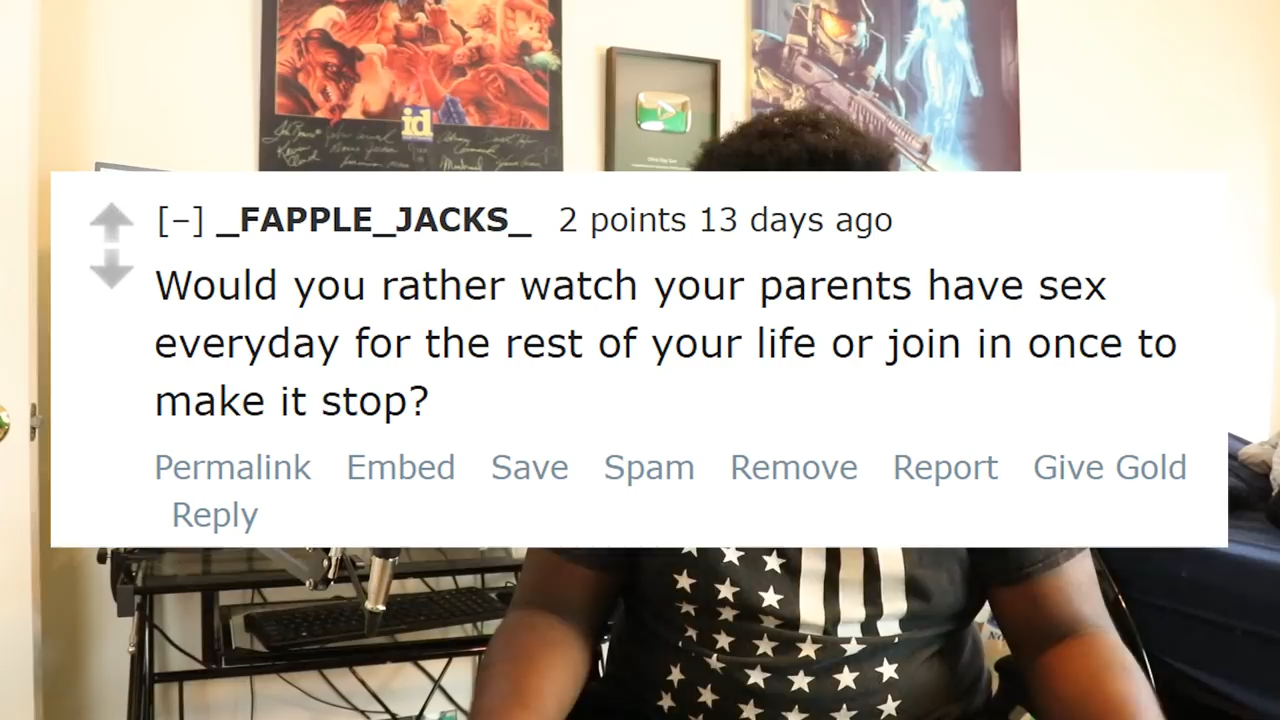 id
[–] _FAPPLE_JACKS_ 2 points 13 days ago
Would you rather watch your parents have sex
everyday for the rest of your life or join in once to
make it stop?
Permalink Embed Save Spam Remove Report Give Gold
Reply